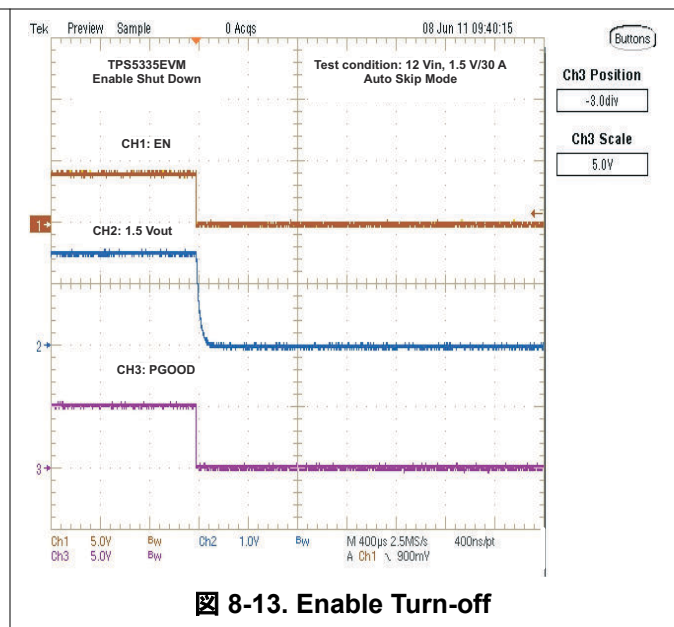 Tek Preview Sample 0 Acqs 08 Jun 11 09:40:15
Buttons
TPS5335EVM
Enable Shut Down
Test condition: 12 Vin, 1.5 V/30 A
Auto Skip Mode
Ch3 Position
-3.0div
Ch3 Scale
5.0V
CH1: EN
1
CH2: 1.5 Vout
2
CH3: PGOOD
3
Ch1 5.0V Bw Ch2 1.0V Bw M 400µs 2.5MS/s 400ns/pt
Ch3 5.0V Bw A Ch1 900mV
図 8-13. Enable Turn-off